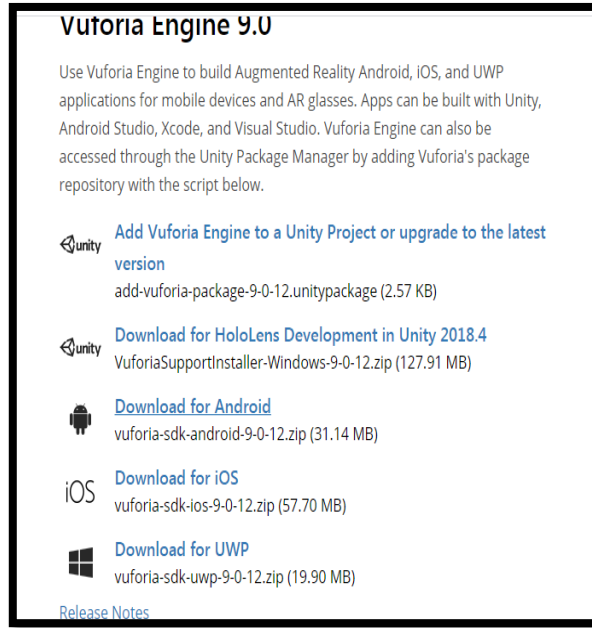 Vuforia Engine 9.0
Use Vuforia Engine to build Augmented Reality Android, iOS, and UWP
applications for mobile devices and AR glasses. Apps can be built with Unity,
Android Studio, Xcode, and Visual Studio. Vuforia Engine can also be
accessed through the Unity Package Manager by adding Vuforia's package
repository with the script below.
unity
Add Vuforia Engine to a Unity Project or upgrade to the latest
version
add-vuforia-package-9-0-12.unitypackage (2.57 KB)
unity
Download for HoloLens Development in Unity 2018.4
VuforiaSupportInstaller-Windows-9-0-12.zip (127.91 MB)
Download for Android
vuforia-sdk-android-9-0-12.zip (31.14 MB)
iOS
Download for iOS
vuforia-sdk-ios-9-0-12.zip (57.70 MB)
Download for UWP
vuforia-sdk-uwp-9-0-12.zip (19.90 MB)
Release Notes